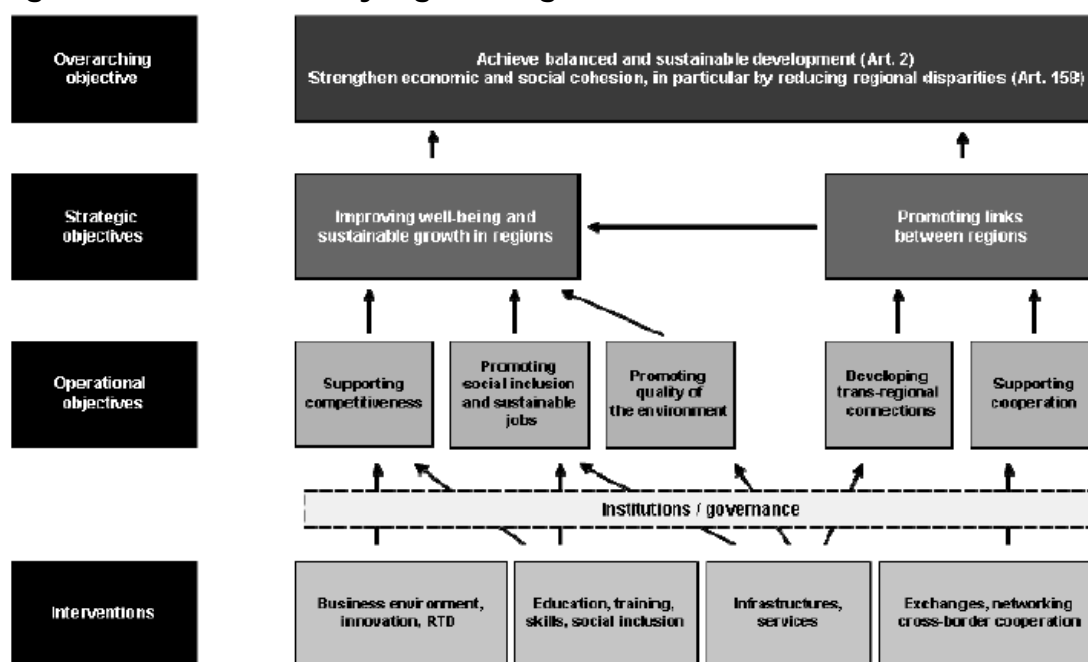 Overarching
objective
Achieve balanced and sustainable development (Art. 2)
Strengthen economic and social cohesion, in particular by reducing regional disparities (Art. 158)
Strategic
objectives
Improving well-being and
sustainable growth in regions
Promoting links
between regions
Operational
objectives
Supporting
competitiveness
Promoting
social inclusion
and sustainable
jobs
Promoting
quality of
the environment
Developing
trans-regional
connections
Supporting
cooperation
Institutions / governance
Interventions
Business environment,
innovation, RTD
Education, training,
skills, social inclusion
Infrastructures,
services
Exchanges, networking
cross-border cooperation